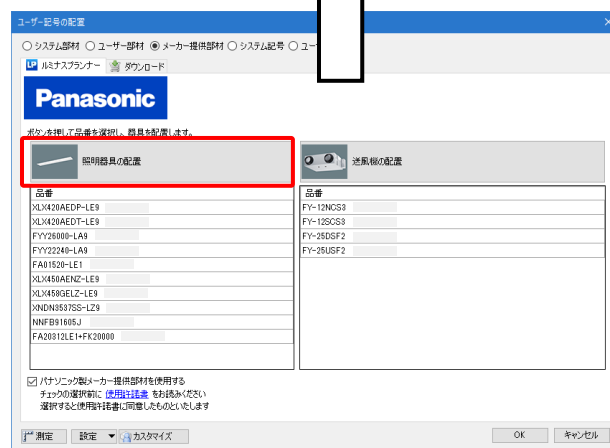 ユーザー記号の配置
システム部材 ユーザー部材 メーカー提供部材 システム記号
LP ルミナスプランナー ダウンロード
Panasonic
ボタンを押して品番を選択し、器具を配置します。
照明器具の配置 送風機の配置
品番 品番
XLX420AEDP-LE9 FY-12NCS3
XLX420AEDT-LE9 FY-12SCS3
FYY26000-LA9 FY-25DSF2
FYY22240-LA9 FY-25USF2
FA01520-LE1
XLX450AENZ-LE9
XLX459GELZ-LE9
XNDN3537SS-LZ9
NNFB91605J
FA20312LE1+FK20000
パナソニック製メーカー提供部材を使用する
チェックの選択前に 使用許諾書 をお読みください
選択すると使用許諾書に同意したものといたします
測定 設定 カスタマイズ OK キャンセル